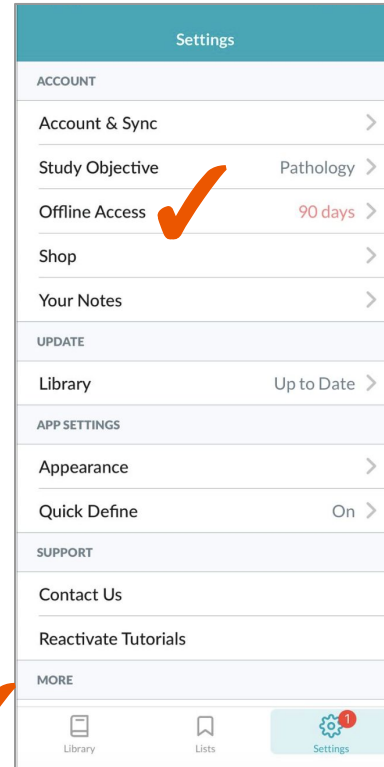 Settings
ACCOUNT
Account & Sync
Study Objective Pathology
Offline Access 90 days
Shop
Your Notes
UPDATE
Library Up to Date
APP SETTINGS
Appearance
Quick Define On
SUPPORT
Contact Us
Reactivate Tutorials
MORE
1
Library Lists Settings